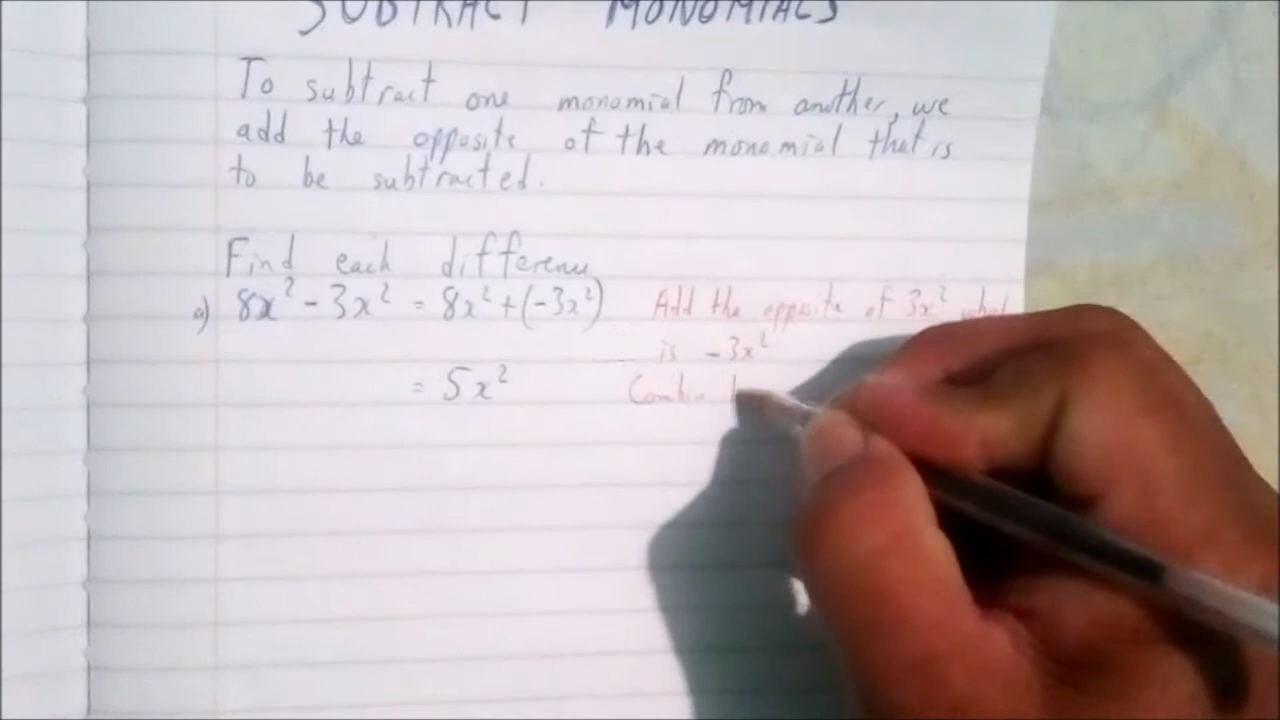 SUBTRACT MONOMIALS
To subtract one monomial from another, we
add the opposite of the monomial that is
to be subtracted.
Find each difference
a) 8x² - 3x² = 8x² + (-3x²) Add the opposite of 3x²
is -3x²
= 5x² Combin